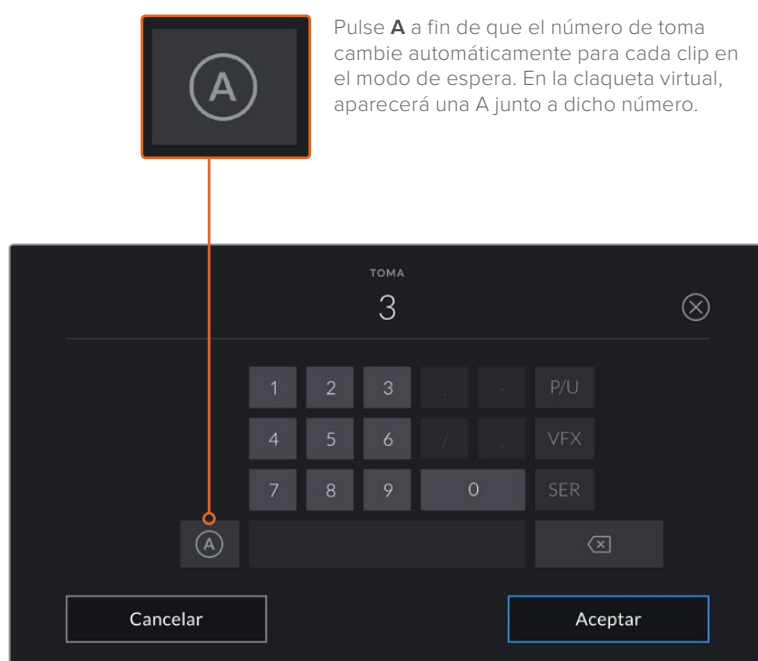 A
Pulse A a fin de que el número de toma
cambie automáticamente para cada clip en
el modo de espera. En la claqueta virtual,
aparecerá una A junto a dicho número.
TOMA
3
1 2 3 . - P/U
4 5 6 / , VFX
7 8 9 0 SER
A
Cancelar Aceptar